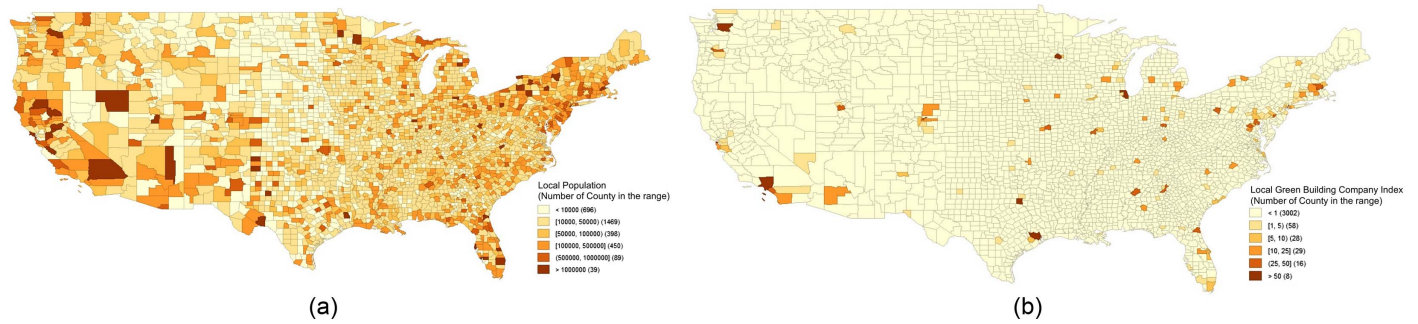 Local Population
(Number of County in the range)
< 10000 (696)
[10000, 50000) (1469)
[50000, 100000) (398)
[100000, 500000] (450)
(500000, 1000000] (89)
> 1000000 (39)
(a)
Local Green Building Company Index
(Number of County in the range)
< 1 (3002)
[1, 5) (58)
[5, 10) (28)
[10, 25] (29)
(25, 50] (16)
> 50 (8)
(b)